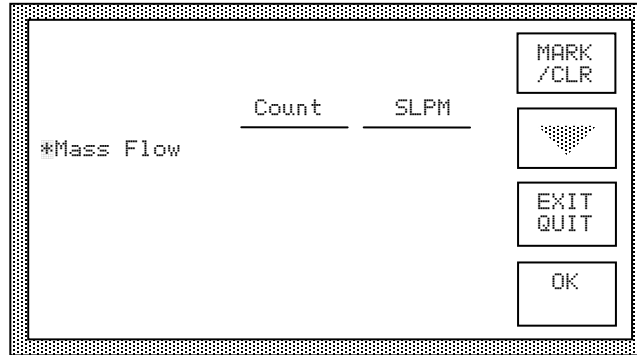 MARK
/CLR
Count SLPM
*Mass Flow
EXIT
QUIT
OK